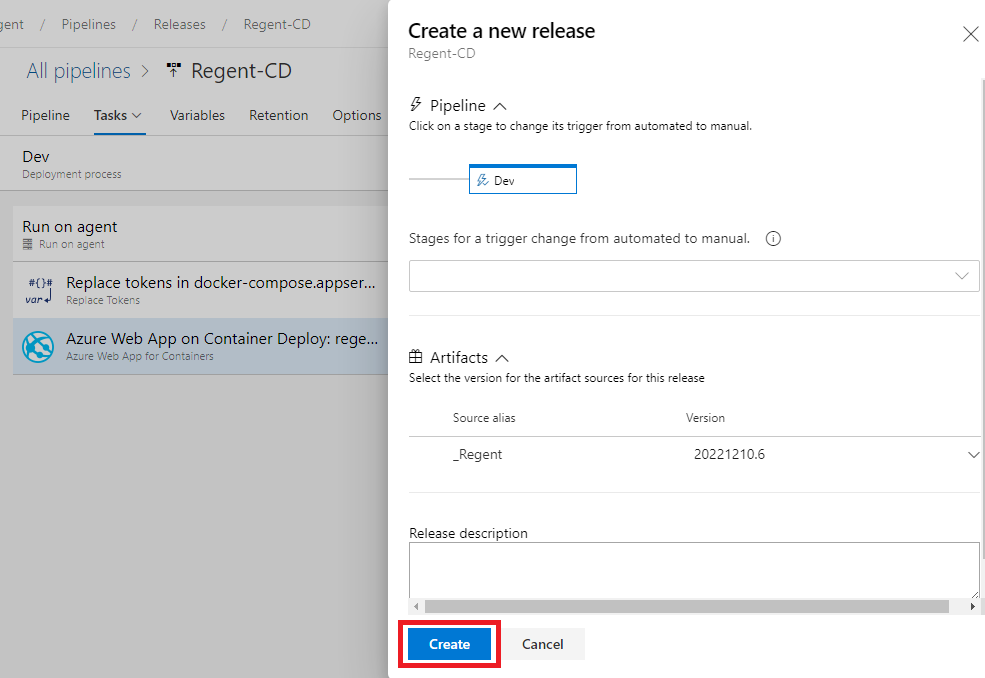 gent / Pipelines / Releases / Regent-CD
All pipelines > Regent-CD
Pipeline Tasks Variables Retention Options
Dev
Deployment process
Run on agent
Run on agent
#{}#
var
Replace tokens in docker-compose.appser...
Replace Tokens
Azure Web App on Container Deploy: rege...
Azure Web App for Containers
Create a new release
Regent-CD
Pipeline
Click on a stage to change its trigger from automated to manual.
Dev
Stages for a trigger change from automated to manual.
Artifacts
Select the version for the artifact sources for this release
Source alias Version
_Regent 20221210.6
Release description
Create Cancel